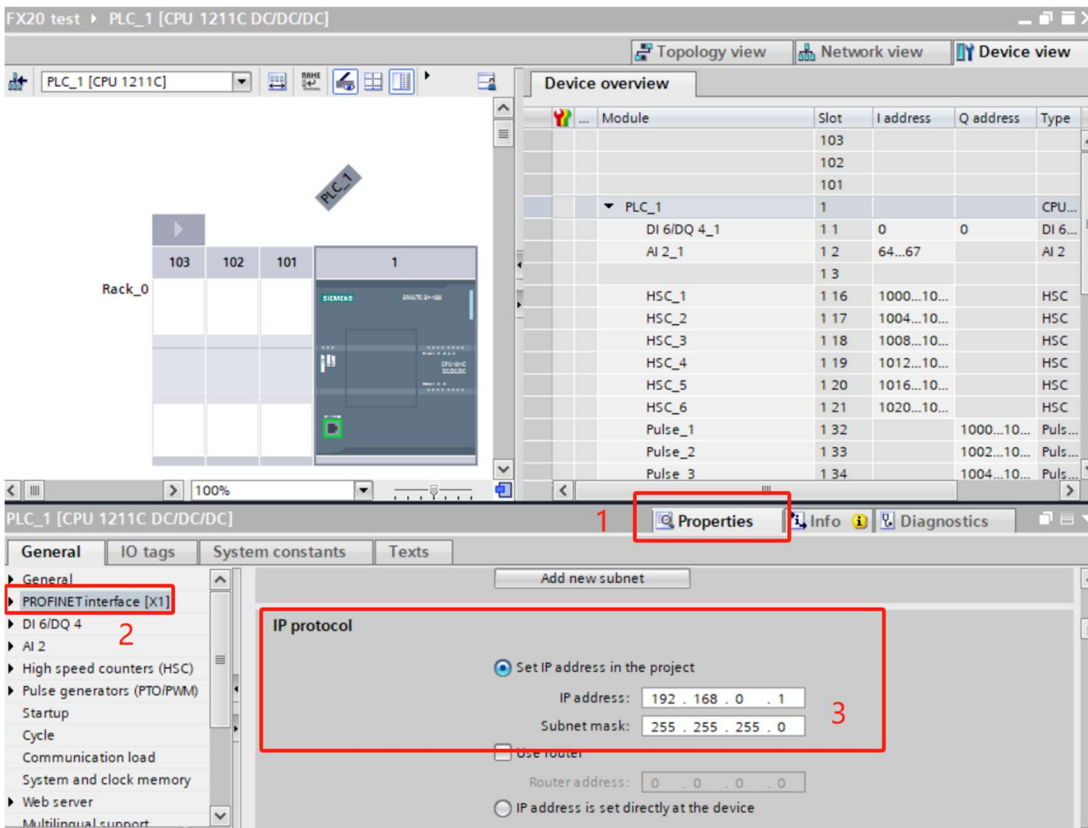 FX20 test ▸ PLC_1 [CPU 1211C DC/DC/DC]
Topology view Network view Device view
PLC_1 [CPU 1211C]
Device overview
... Module Slot I address Q address Type
103
102
101
PLC_1 1 CPU...
DI 6/DQ 4_1 1 1 0 0 DI 6...
AI 2_1 1 2 64...67 AI 2
1 3
HSC_1 1 16 1000...10... HSC
HSC_2 1 17 1004...10... HSC
HSC_3 1 18 1008...10... HSC
HSC_4 1 19 1012...10... HSC
HSC_5 1 20 1016...10... HSC
HSC_6 1 21 1020...10... HSC
Pulse_1 1 32 1000...10... Puls...
Pulse_2 1 33 1002...10... Puls...
Pulse_3 1 34 1004...10... Puls...
PLC_1
103 102 101 1
Rack_0
SIEMENS
CPU 1211C
DC/DC/DC
100%
PLC_1 [CPU 1211C DC/DC/DC]
1
Properties Info Diagnostics
General IO tags System constants Texts
General
PROFINET interface [X1]
2
DI 6/DQ 4
AI 2
High speed counters (HSC)
Pulse generators (PTO/PWM)
Startup
Cycle
Communication load
System and clock memory
Web server
Multilingual support
Add new subnet
IP protocol
Set IP address in the project
IP address: 192 . 168 . 0 . 1
Subnet mask: 255 . 255 . 255 . 0
3
Use router
Router address: 0 . 0 . 0 . 0
IP address is set directly at the device